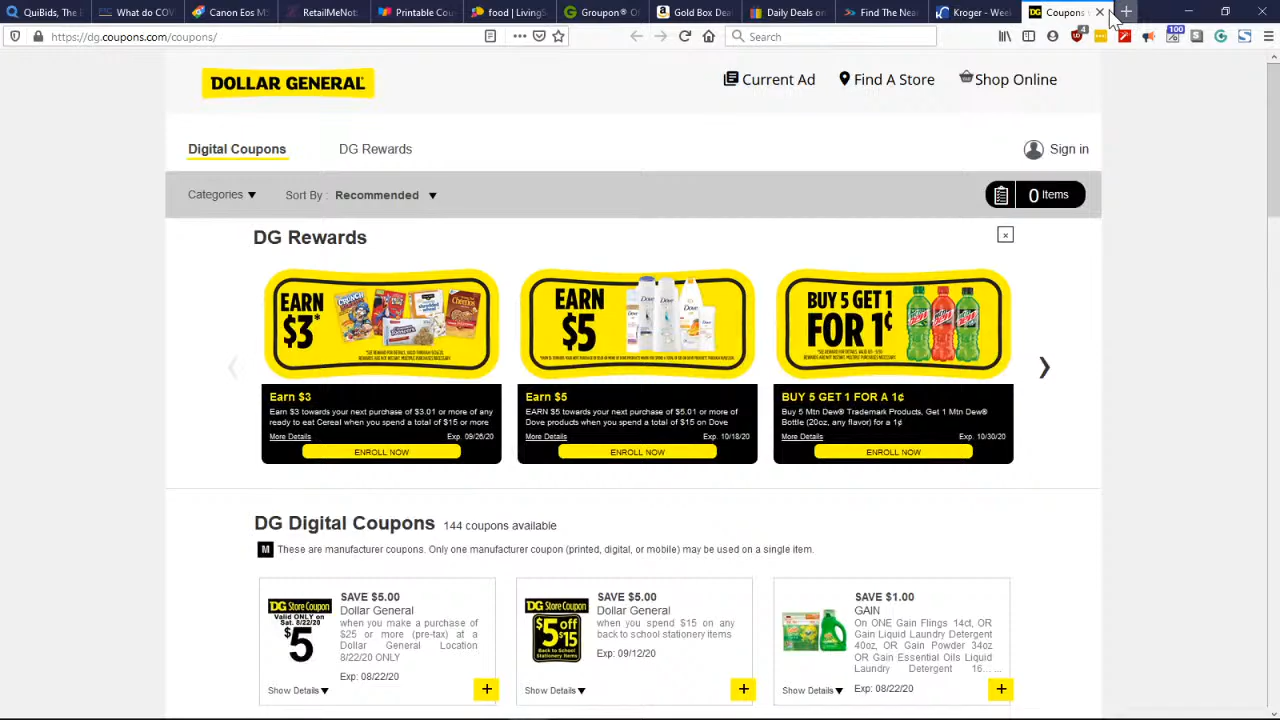 QuiBids, the E
What do COV
Canon Eos M
RetailMeNot
Printable Cou
food | LivingS
Groupon® O
Gold Box Dea
Daily Deals o
Find The Nea
Kroger - Week
Coupons
https://dg.coupons.com/coupons/
Search
4
100
DOLLAR GENERAL
Current Ad
Find A Store
Shop Online
Digital Coupons
DG Rewards
Sign in
Categories
Sort By : Recommended
0 Items
DG Rewards
EARN
$3*
EARN
$5
BUY 5 GET 1
FOR 1¢
Earn $3
Earn $3 towards your next purchase of $3.01 or more of any
ready to eat Cereal when you spend a total of $15 or more
More Details Exp. 09/26/20
ENROLL NOW
Earn $5
EARN $5 towards your next purchase of $5.01 or more of
Dove products when you spend a total of $15 on Dove
More Details Exp. 10/18/20
ENROLL NOW
BUY 5 GET 1 FOR A 1¢
Buy 5 Mtn Dew® Trademark Products, Get 1 Mtn Dew®
Bottle (20oz, any flavor) for a 1¢
More Details Exp. 10/30/20
ENROLL NOW
DG Digital Coupons 144 coupons available
M These are manufacturer coupons. Only one manufacturer coupon (printed, digital, or mobile) may be used on a single item.
DG Store Coupon
Valid ONLY on
Sat. 8/22/20
$5
SAVE $5.00
Dollar General
when you make a purchase of
$25 or more (pre-tax) at a
Dollar General Location
8/22/20 ONLY
Exp: 08/22/20
Show Details
+
DG Store Coupon
$5 off
$15
Back to School
Stationery Items
SAVE $5.00
Dollar General
when you spend $15 on any
back to school stationery items
Exp: 09/12/20
Show Details
+
SAVE $1.00
GAIN
On ONE Gain Flings 14ct, OR
Gain Liquid Laundry Detergent
40oz, OR Gain Powder 34oz
OR Gain Essential Oils Liquid
Laundry Detergent 16... ...
Exp: 08/22/20
Show Details
+